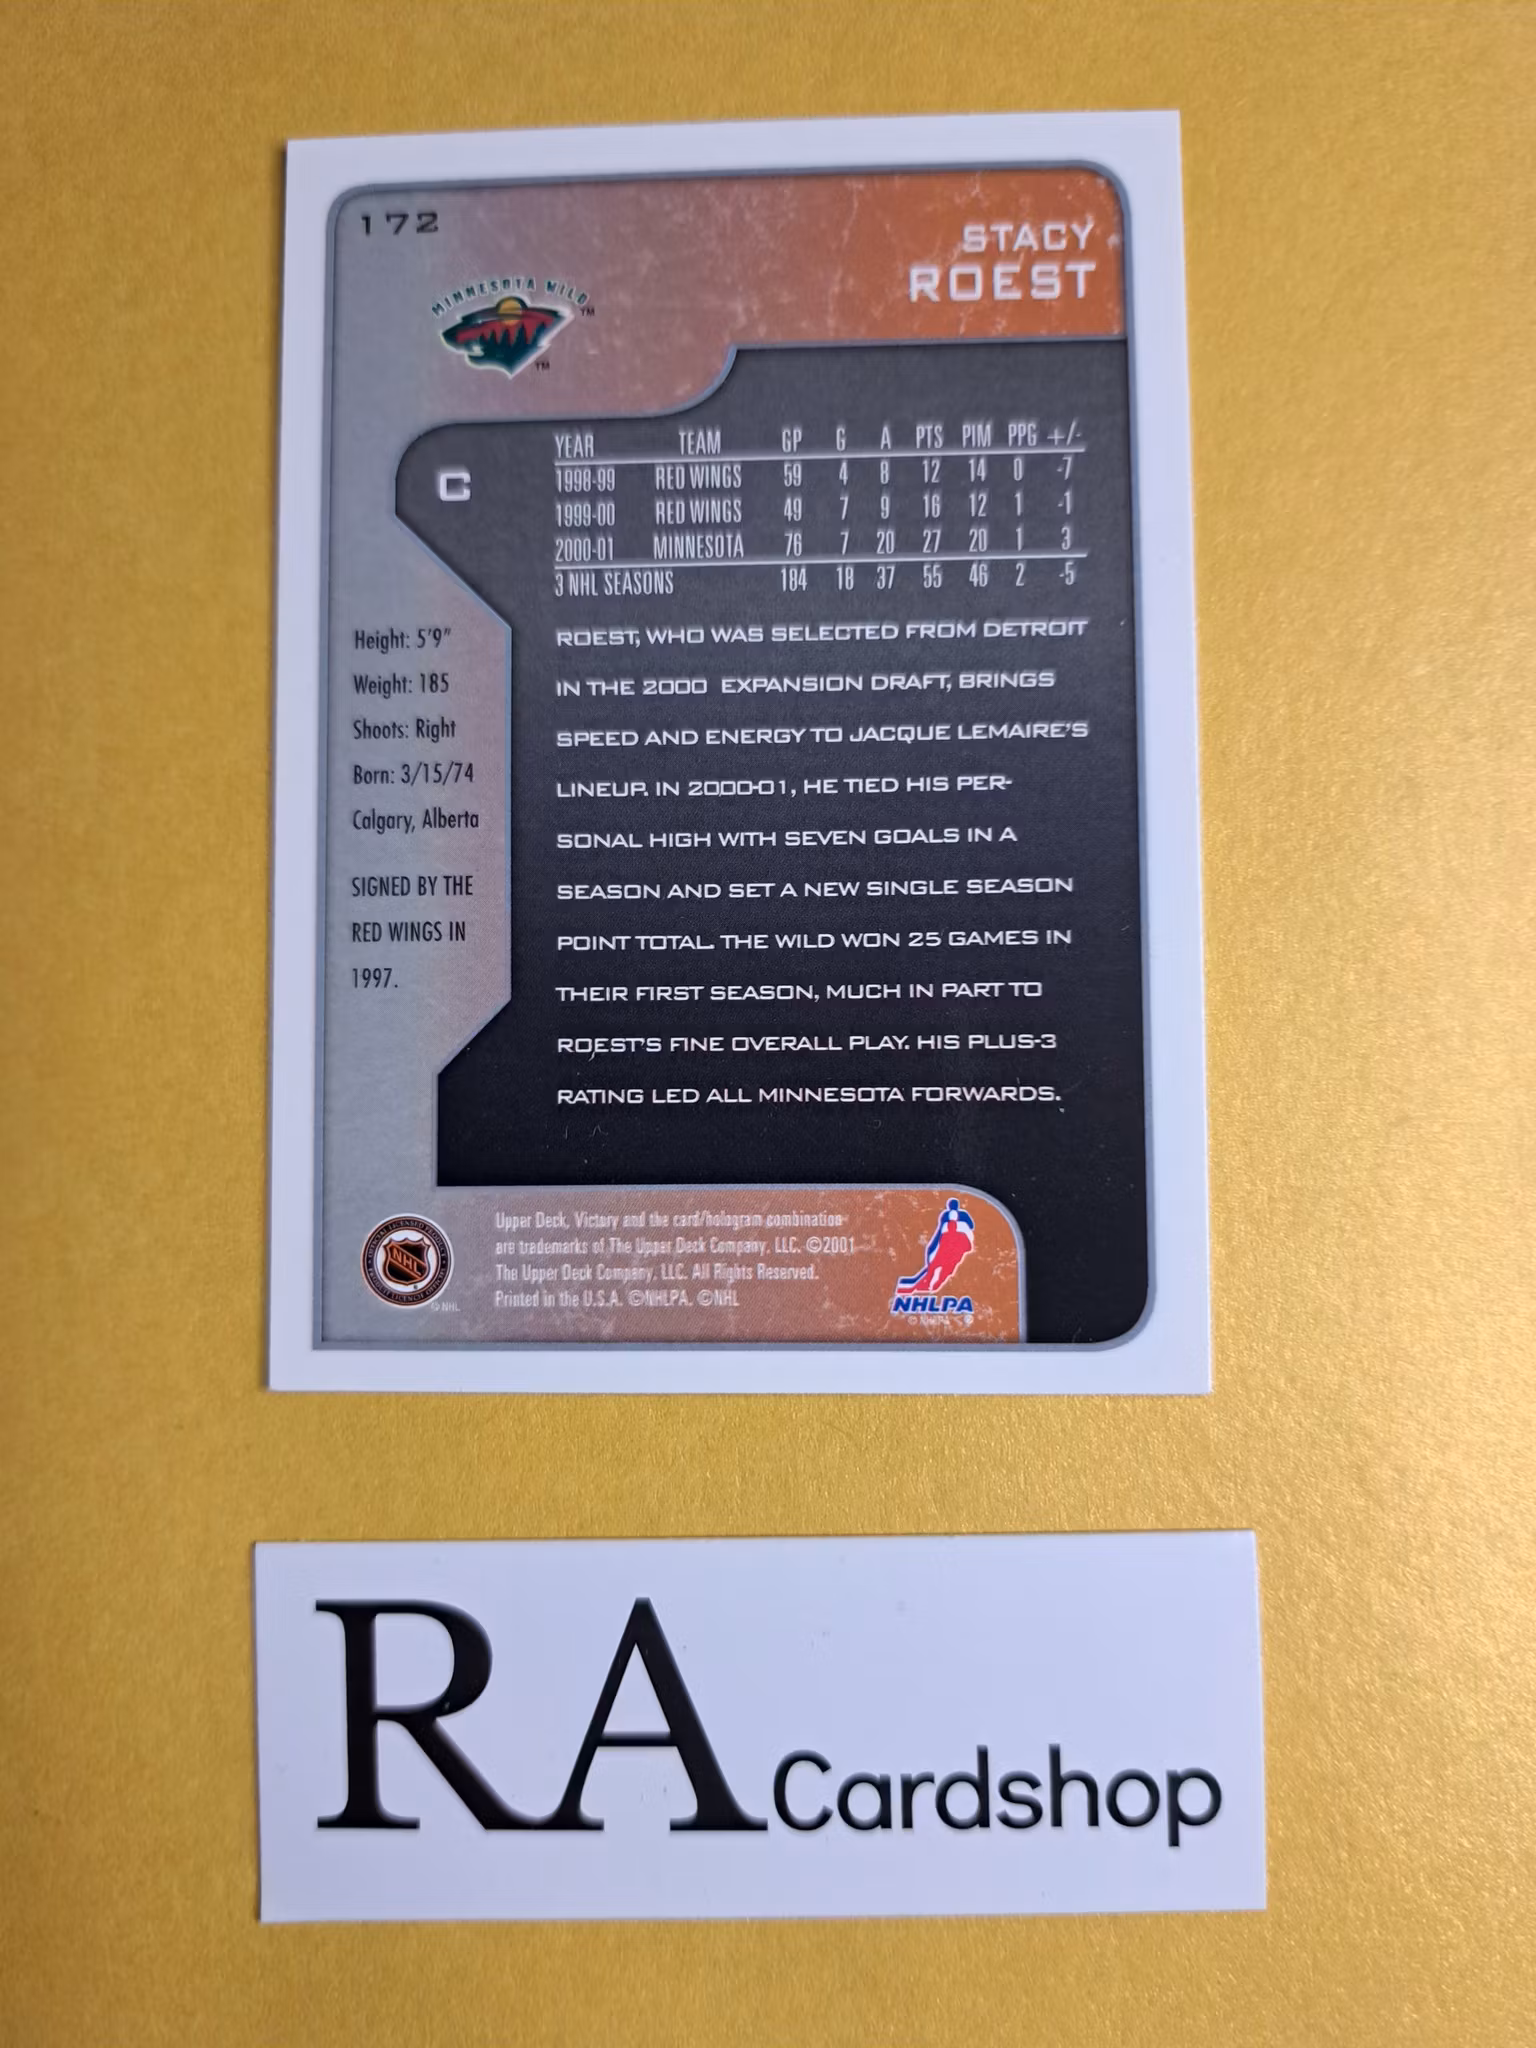 172
STACY
ROEST
MINNESOTA WILD™
™
C
YEAR TEAM GP G A PTS PIM PPG +/-
1998-99 RED WINGS 59 4 8 12 14 0 -7
1999-00 RED WINGS 49 7 9 16 12 1 -1
2000-01 MINNESOTA 76 7 20 27 20 1 3
3 NHL SEASONS 184 18 37 55 46 2 -5
Height: 5'9"
Weight: 185
Shoots: Right
Born: 3/15/74
Calgary, Alberta
SIGNED BY THE
RED WINGS IN
1997.
ROEST, WHO WAS SELECTED FROM DETROIT
IN THE 2000 EXPANSION DRAFT, BRINGS
SPEED AND ENERGY TO JACQUE LEMAIRE'S
LINEUP. IN 2000-01, HE TIED HIS PER-
SONAL HIGH WITH SEVEN GOALS IN A
SEASON AND SET A NEW SINGLE SEASON
POINT TOTAL. THE WILD WON 25 GAMES IN
THEIR FIRST SEASON, MUCH IN PART TO
ROEST'S FINE OVERALL PLAY. HIS PLUS-3
RATING LED ALL MINNESOTA FORWARDS.
NHL
© NHL
Upper Deck, Victory and the card/hologram combination
are trademarks of The Upper Deck Company, LLC. ©2001
The Upper Deck Company, LLC. All Rights Reserved.
Printed in the U.S.A. ©NHLPA. ©NHL
NHLPA
RA Cardshop